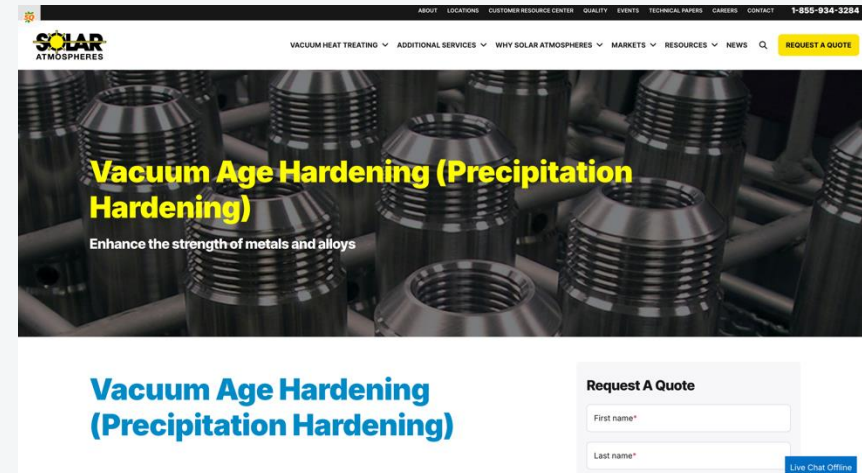 ABOUT LOCATIONS CUSTOMER RESOURCE CENTER QUALITY EVENTS TECHNICAL PAPERS CAREERS CONTACT 1-855-934-3284
SOLAR
ATMOSPHERES
VACUUM HEAT TREATING ADDITIONAL SERVICES WHY SOLAR ATMOSPHERES MARKETS RESOURCES NEWS REQUEST A QUOTE
Vacuum Age Hardening (Precipitation
Hardening)
Enhance the strength of metals and alloys
Vacuum Age Hardening
(Precipitation Hardening)
Request A Quote
First name*
Last name*
Live Chat Offline